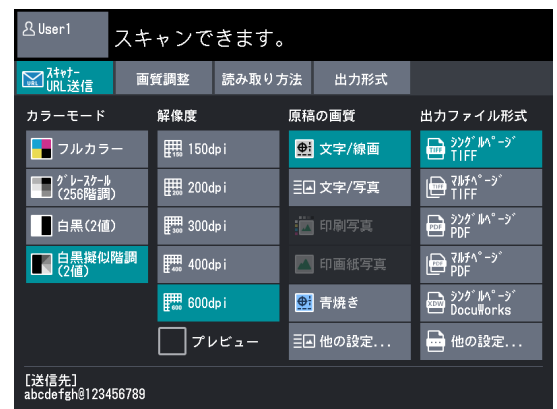 User1
スキャンできます。
スキャナー
URL送信
画質調整
読み取り方法
出力形式
カラーモード
フルカラー
グレースケール
(256階調)
白黒(2値)
白黒擬似階調
(2値)
解像度
150dpi
200dpi
300dpi
400dpi
600dpi
プレビュー
原稿の画質
文字/線画
文字/写真
印刷写真
印画紙写真
青焼き
他の設定...
出力ファイル形式
シングルページ
TIFF
マルチページ
TIFF
シングルページ
PDF
マルチページ
PDF
シングルページ
DocuWorks
他の設定...
[送信先]
abcdefgh@123456789